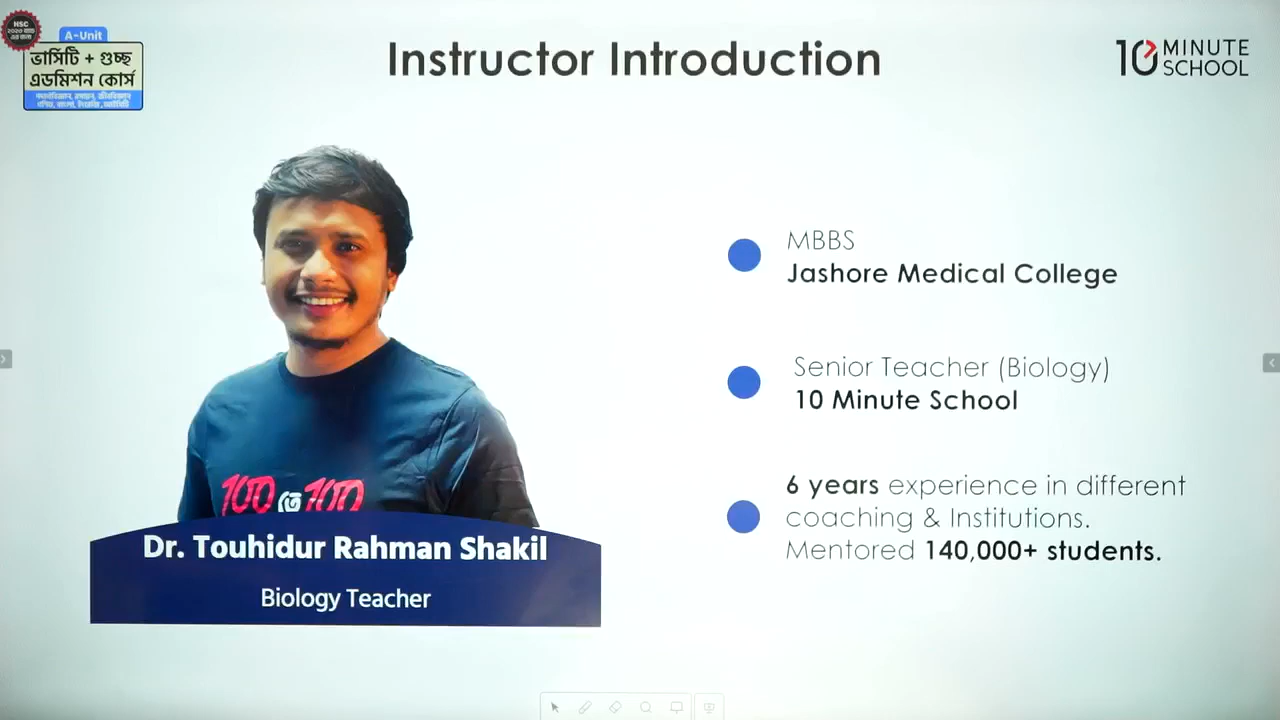 HSC
A-Unit
ভার্সিটি + গুচ্ছ
এডমিশন কোর্স
Instructor Introduction
10 MINUTE
SCHOOL
MBBS
Jashore Medical College
Senior Teacher (Biology)
10 Minute School
6 years experience in different
coaching & Institutions.
Mentored 140,000+ students.
100 তে 100
Dr. Touhidur Rahman Shakil
Biology Teacher